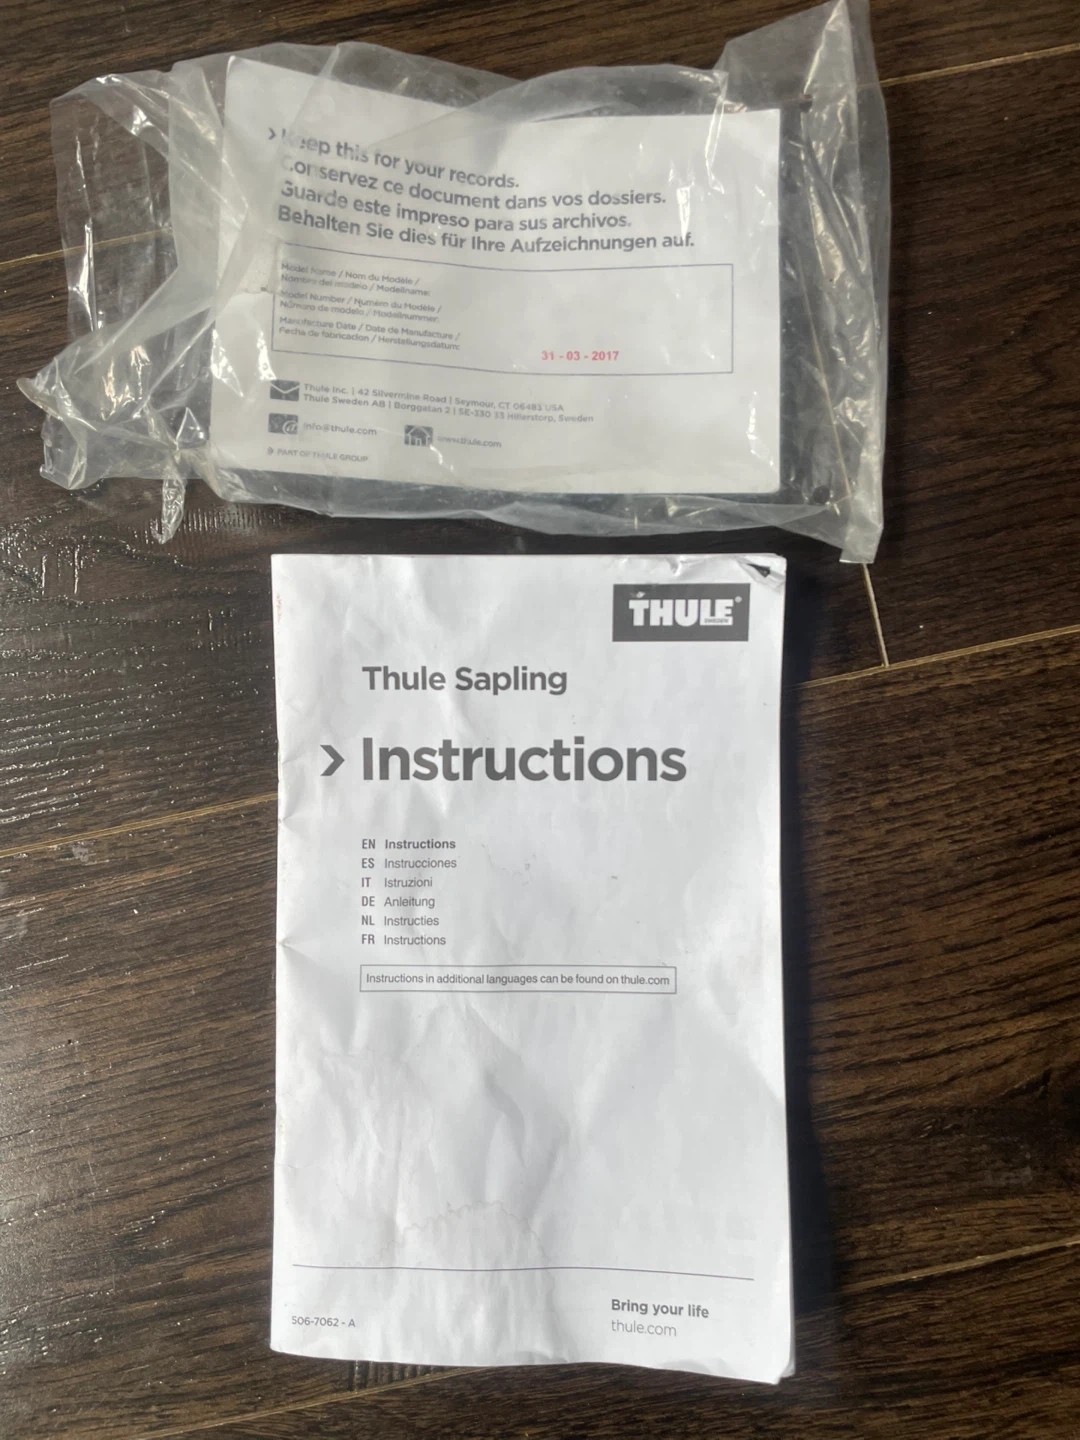 Keep this for your records.
Conservez ce document dans vos dossiers.
Guarde este impreso para sus archivos.
Behalten Sie dies für Ihre Aufzeichnungen auf.
Model Name / Nom du Modèle /
Nombre del modelo / Modellname:
Model Number / Numéro du Modèle /
Número de modelo / Modellnummer:
Manufacture Date / Date de Manufacture /
Fecha de fabricación / Herstellungsdatum:
31 - 03 - 2017
Thule Inc. | 42 Silvermine Road | Seymour, CT 06483 USA
Thule Sweden AB | Borggatan 2 | SE-330 33 Hillerstorp, Sweden
info@thule.com
www.thule.com
PART OF THULE GROUP
THULE®
SWEDEN
Thule Sapling
Instructions
EN Instructions
ES Instrucciones
IT Istruzioni
DE Anleitung
NL Instructies
FR Instructions
Instructions in additional languages can be found on thule.com
506-7062 - A
Bring your life
thule.com